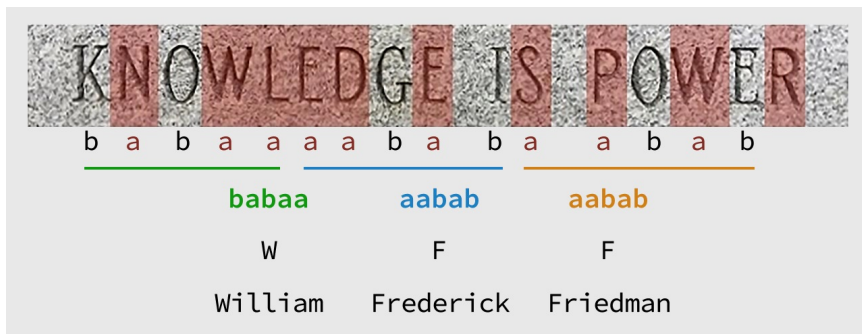 KNOWLEDGE IS POWER
b a b a a a a b a b a a b a b
babaa aabab aabab
W F F
William Frederick Friedman